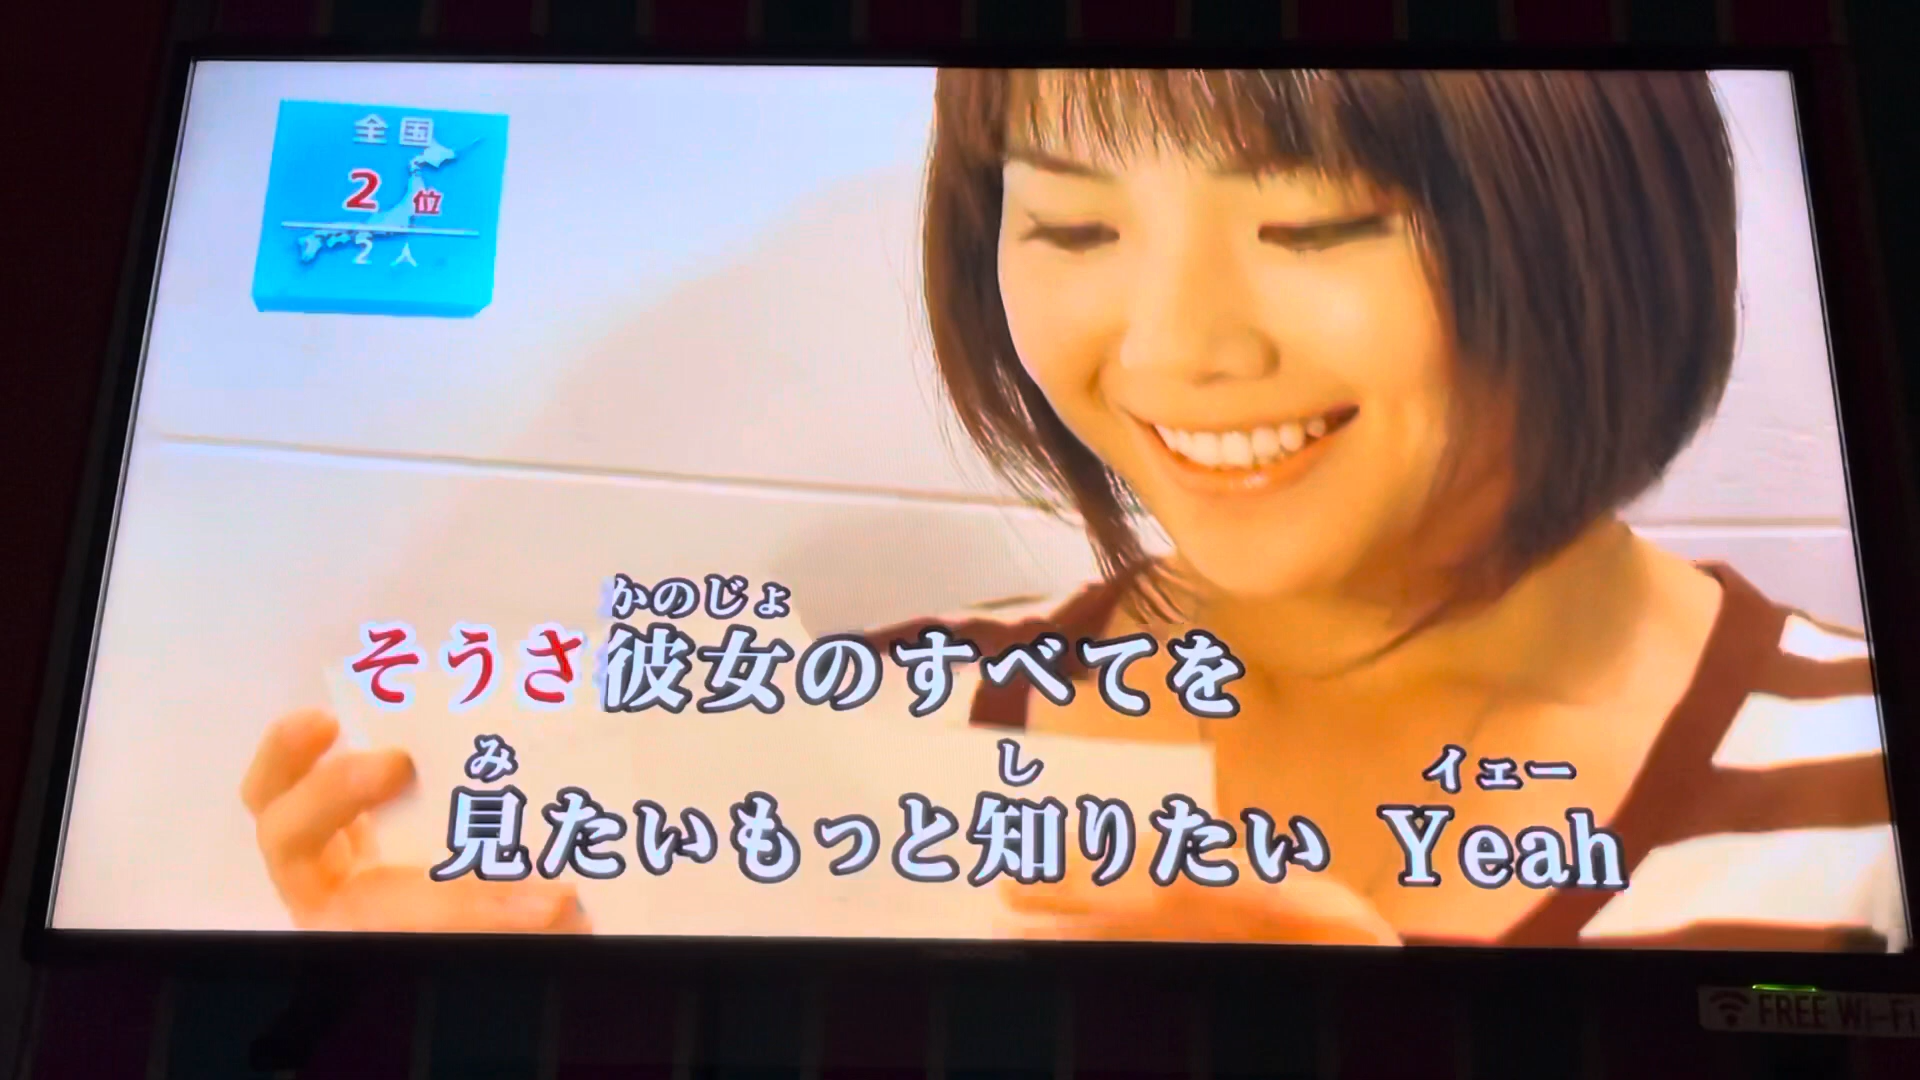 全国
2位
2人
かのじょ
そうさ彼女のすべてを
み し イェー
見たいもっと知りたい Yeah
FREE Wi-Fi